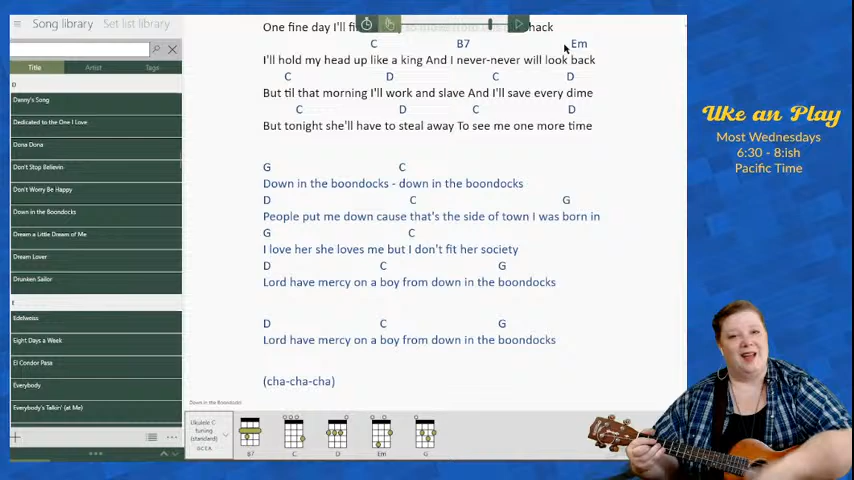 Song library
Set list library
Title
Artist
Tags
D
Danny's Song
Dedicated to the One I Love
Dona Dona
Don't Stop Believin
Don't Worry Be Happy
Down in the Boondocks
Dream a Little Dream of Me
Dream Lover
Drunken Sailor
E
Edelweiss
Eight Days a Week
El Condor Pasa
Everybody
Everybody's Talkin' (at Me)
One fine day I'll
hack
C B7 Em
I'll hold my head up like a king And I never-never will look back
C D C D
But til that morning I'll work and slave And I'll save every dime
C D C D
But tonight she'll have to steal away To see me one more time
G C
Down in the boondocks - down in the boondocks
D C G
People put me down cause that's the side of town I was born in
G C
I love her she loves me but I don't fit her society
D C G
Lord have mercy on a boy from down in the boondocks
D C G
Lord have mercy on a boy from down in the boondocks
(cha-cha-cha)
Down in the Boondocks
Ukulele C
tuning
(standard)
GCEA
B7
C
D
Em
G
Uke an Play
Most Wednesdays
6:30 - 8:ish
Pacific Time